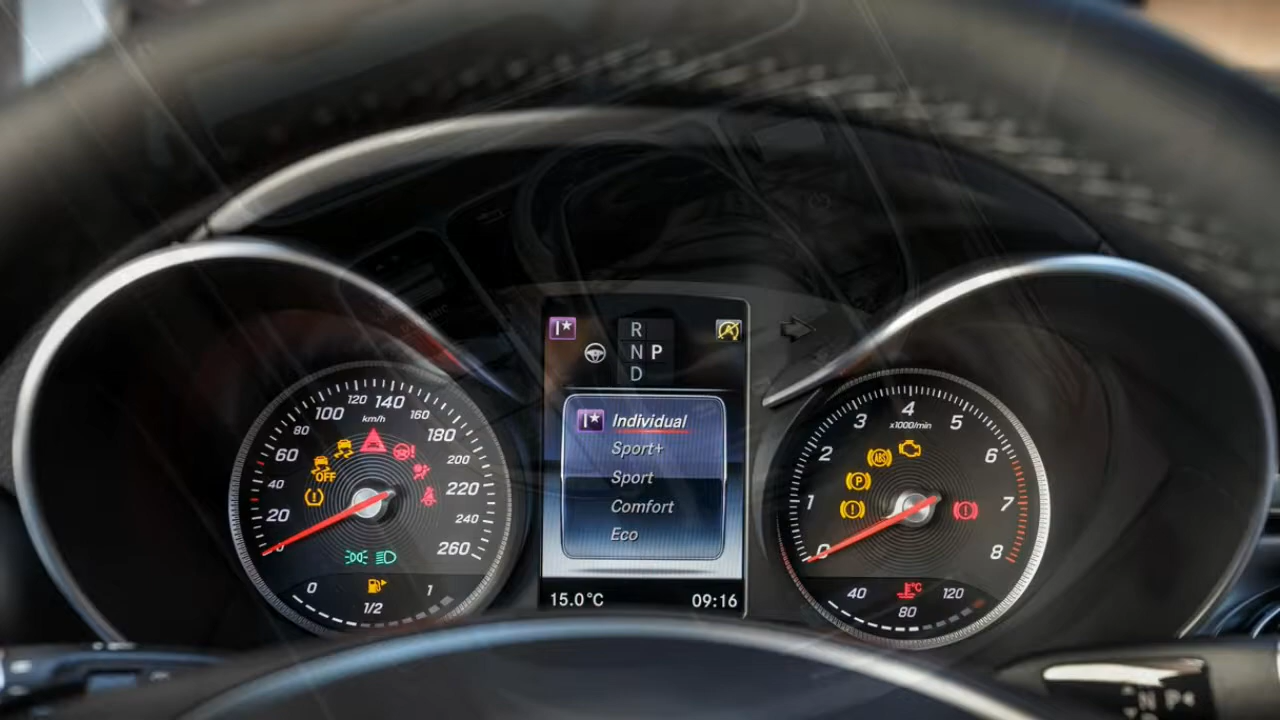 R
N P
D
Individual
Sport+
Sport
Comfort
Eco
15.0°C
09:16
0
20
40
60
80
100
120
140
160
180
200
220
240
260
km/h
OFF
0
1/2
1
0
1
2
3
4
5
6
7
8
x1000/min
ABS
P
40
80
120
°C
N P